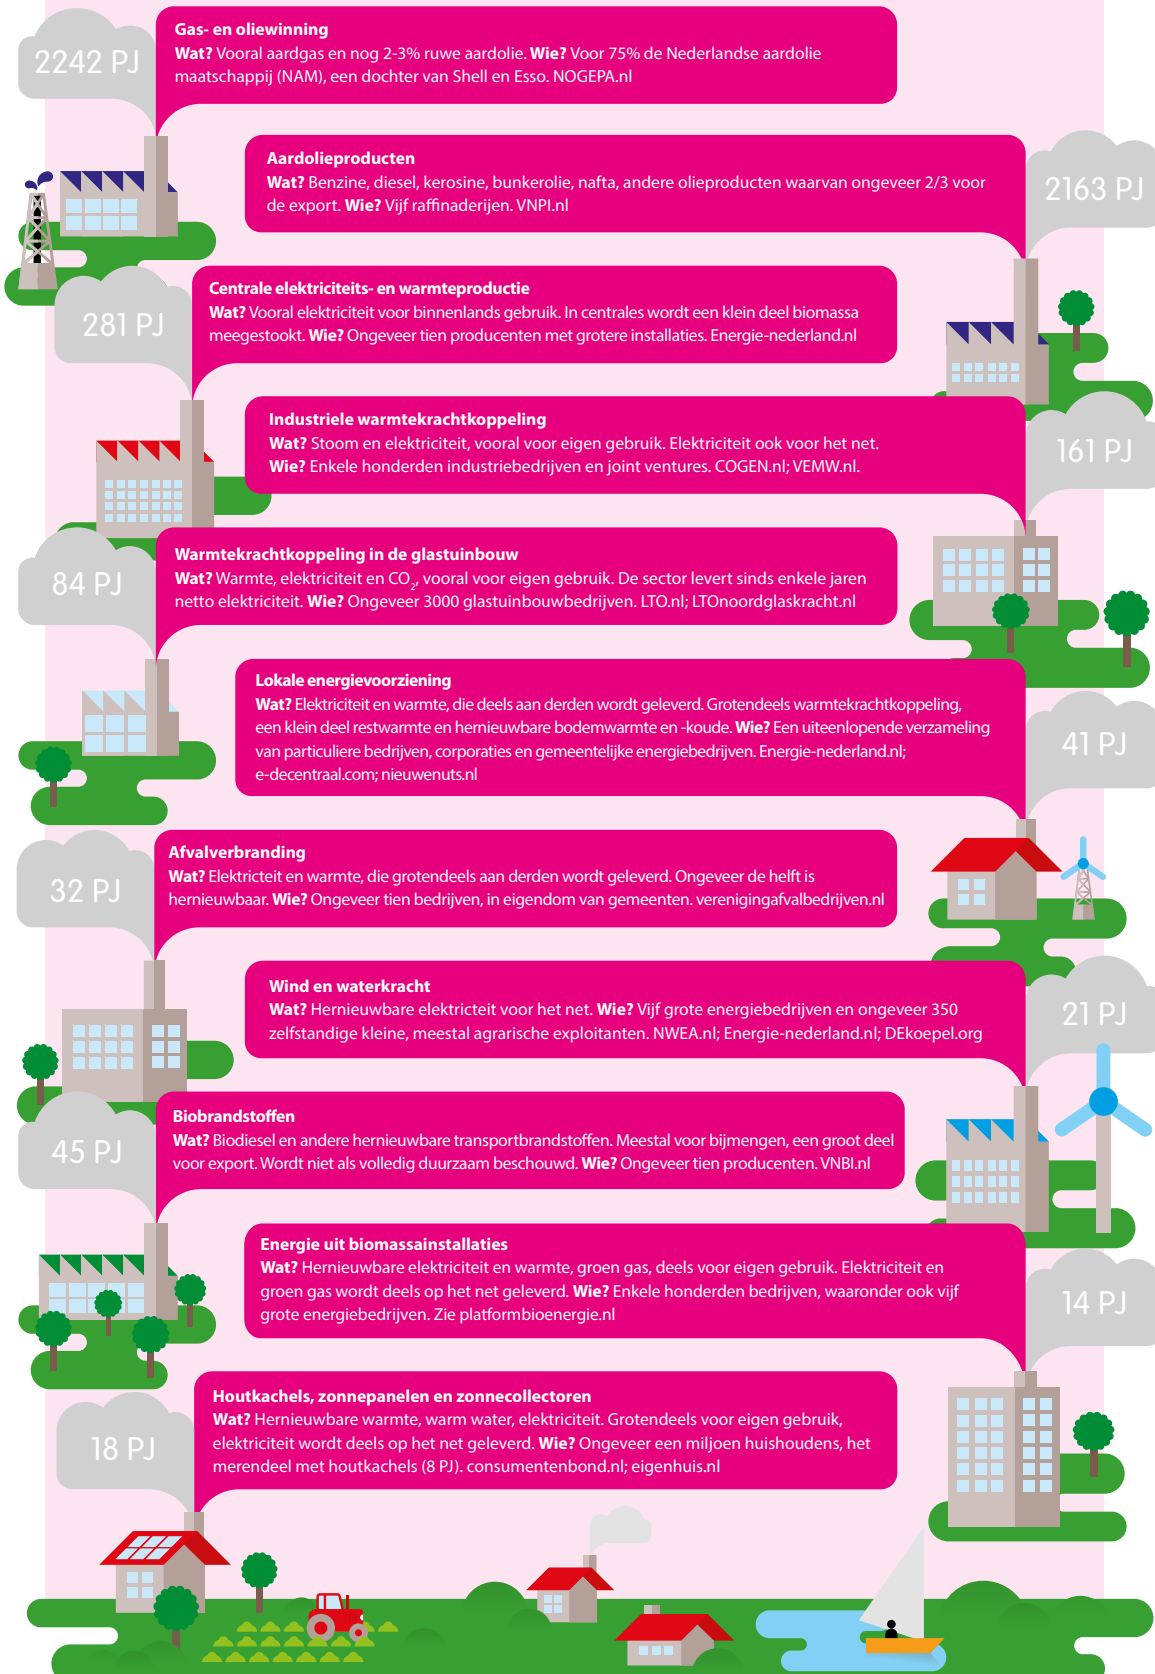 2242 PJ
Gas- en oliewinning
Wat? Vooral aardgas en nog 2-3% ruwe aardolie. Wie? Voor 75% de Nederlandse aardolie
maatschappij (NAM), een dochter van Shell en Esso. NOGEPA.nl
Aardolieproducten
Wat? Benzine, diesel, kerosine, bunkerolie, nafta, andere olieproducten waarvan ongeveer 2/3 voor
de export. Wie? Vijf raffinaderijen. VNPI.nl
2163 PJ
281 PJ
Centrale elektriciteits- en warmteproductie
Wat? Vooral elektriciteit voor binnenlands gebruik. In centrales wordt een klein deel biomassa
meegestookt. Wie? Ongeveer tien producenten met grotere installaties. Energie-nederland.nl
Industriele warmtekrachtkoppeling
Wat? Stoom en elektriciteit, vooral voor eigen gebruik. Elektriciteit ook voor het net.
Wie? Enkele honderden industriebedrijven en joint ventures. COGEN.nl; VEMW.nl.
161 PJ
84 PJ
Warmtekrachtkoppeling in de glastuinbouw
Wat? Warmte, elektriciteit en CO₂, vooral voor eigen gebruik. De sector levert sinds enkele jaren
netto elektriciteit. Wie? Ongeveer 3000 glastuinbouwbedrijven. LTO.nl; LTOnoordglaskracht.nl
Lokale energievoorziening
Wat? Elektriciteit en warmte, die deels aan derden wordt geleverd. Grotendeels warmtekrachtkoppeling,
een klein deel restwarmte en hernieuwbare bodemwarmte en -koude. Wie? Een uiteenlopende verzameling
van particuliere bedrijven, corporaties en gemeentelijke energiebedrijven. Energie-nederland.nl;
e-decentraal.com; nieuwenuts.nl
41 PJ
32 PJ
Afvalverbranding
Wat? Elektricteit en warmte, die grotendeels aan derden wordt geleverd. Ongeveer de helft is
hernieuwbaar. Wie? Ongeveer tien bedrijven, in eigendom van gemeenten. verenigingafvalbedrijven.nl
Wind en waterkracht
Wat? Hernieuwbare elektricteit voor het net. Wie? Vijf grote energiebedrijven en ongeveer 350
zelfstandige kleine, meestal agrarische exploitanten. NWEA.nl; Energie-nederland.nl; DEkoepel.org
21 PJ
45 PJ
Biobrandstoffen
Wat? Biodiesel en andere hernieuwbare transportbrandstoffen. Meestal voor bijmengen, een groot deel
voor export. Wordt niet als volledig duurzaam beschouwd. Wie? Ongeveer tien producenten. VNBI.nl
Energie uit biomassainstallaties
Wat? Hernieuwbare elektriciteit en warmte, groen gas, deels voor eigen gebruik. Elektriciteit en
groen gas wordt deels op het net geleverd. Wie? Enkele honderden bedrijven, waaronder ook vijf
grote energiebedrijven. Zie platformbioenergie.nl
14 PJ
18 PJ
Houtkachels, zonnepanelen en zonnecollectoren
Wat? Hernieuwbare warmte, warm water, elektriciteit. Grotendeels voor eigen gebruik,
elektriciteit wordt deels op het net geleverd. Wie? Ongeveer een miljoen huishoudens, het
merendeel met houtkachels (8 PJ). consumentenbond.nl; eigenhuis.nl